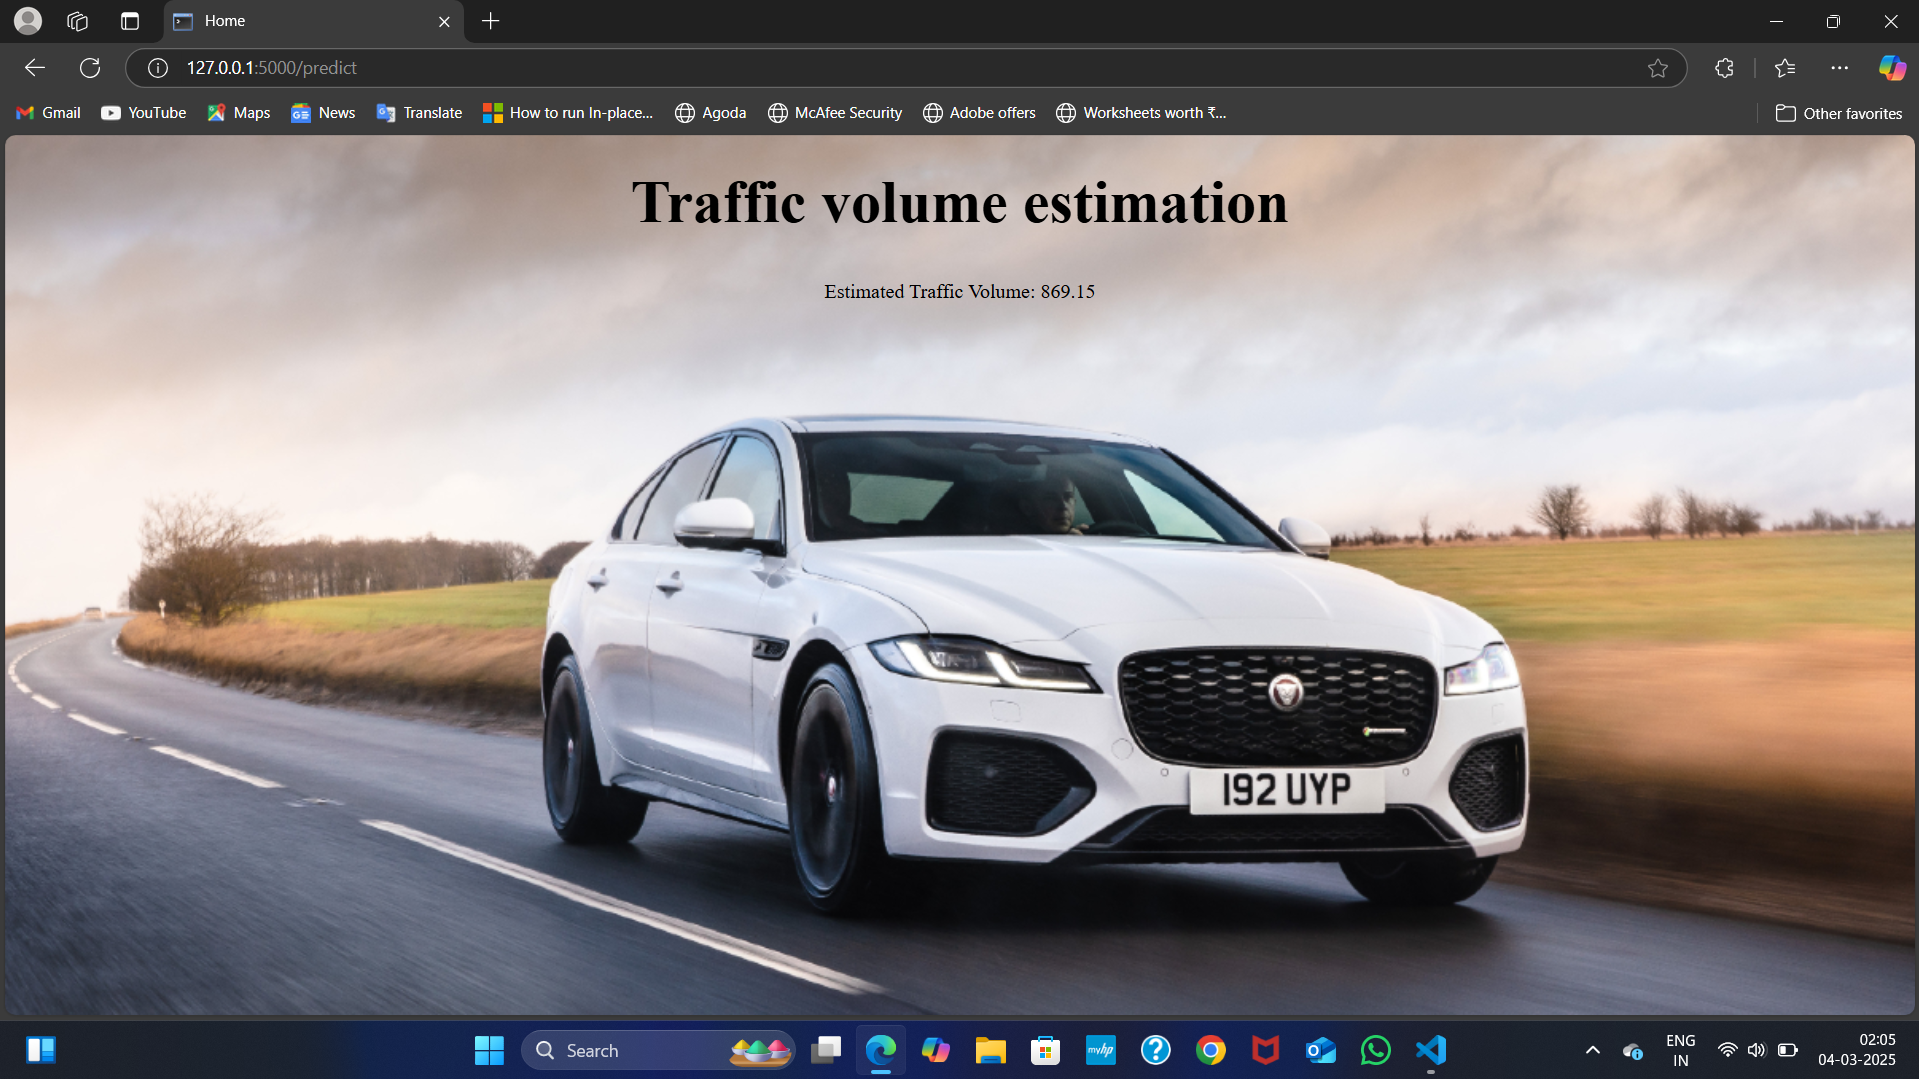 Home
127.0.0.1:5000/predict
Gmail YouTube Maps News Translate How to run In-place... Agoda McAfee Security Adobe offers Worksheets worth ₹... Other favorites
Traffic volume estimation
Estimated Traffic Volume: 869.15
192 UYP
Search
myhp
ENG
IN
02:05
04-03-2025